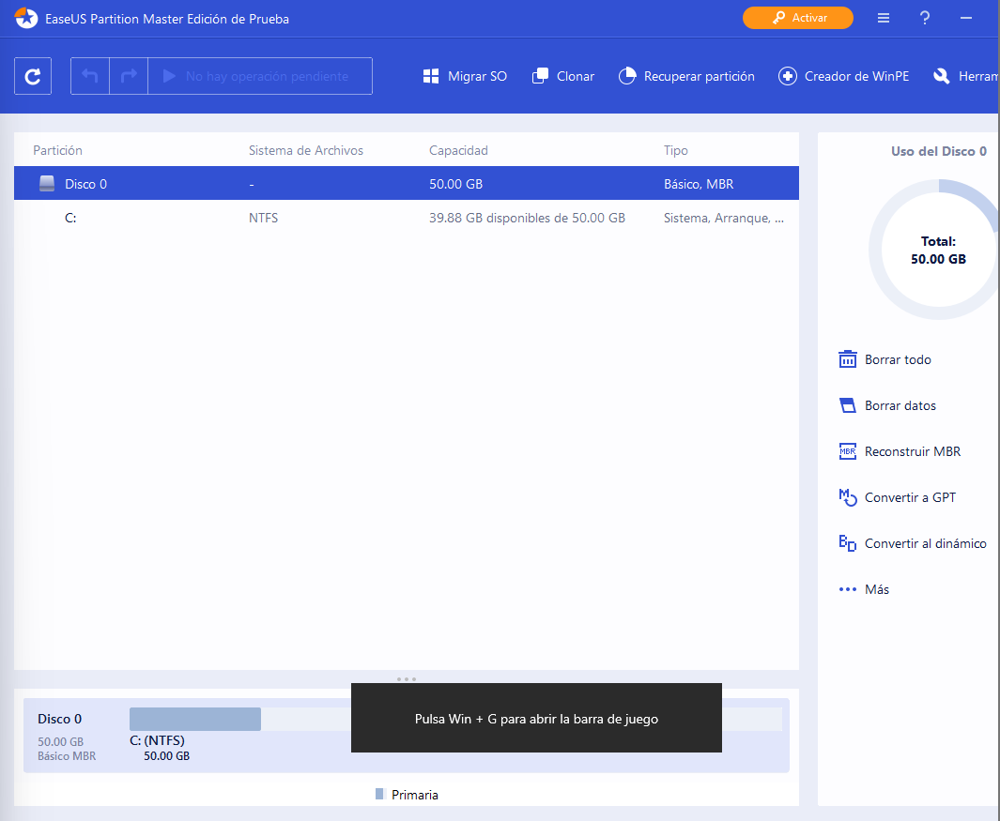 EaseUS Partition Master Edición de Prueba
Activar
No hay operación pendiente
Migrar SO
Clonar
Recuperar partición
Creador de WinPE
Herram
Partición Sistema de Archivos Capacidad Tipo
Disco 0 - 50.00 GB Básico, MBR
C: NTFS 39.88 GB disponibles de 50.00 GB Sistema, Arranque, ...
Uso del Disco 0
Total:
50.00 GB
Borrar todo
Borrar datos
MBR Reconstruir MBR
Convertir a GPT
Convertir al dinámico
Más
Disco 0
50.00 GB
Básico MBR
C: (NTFS)
50.00 GB
Pulsa Win + G para abrir la barra de juego
Primaria